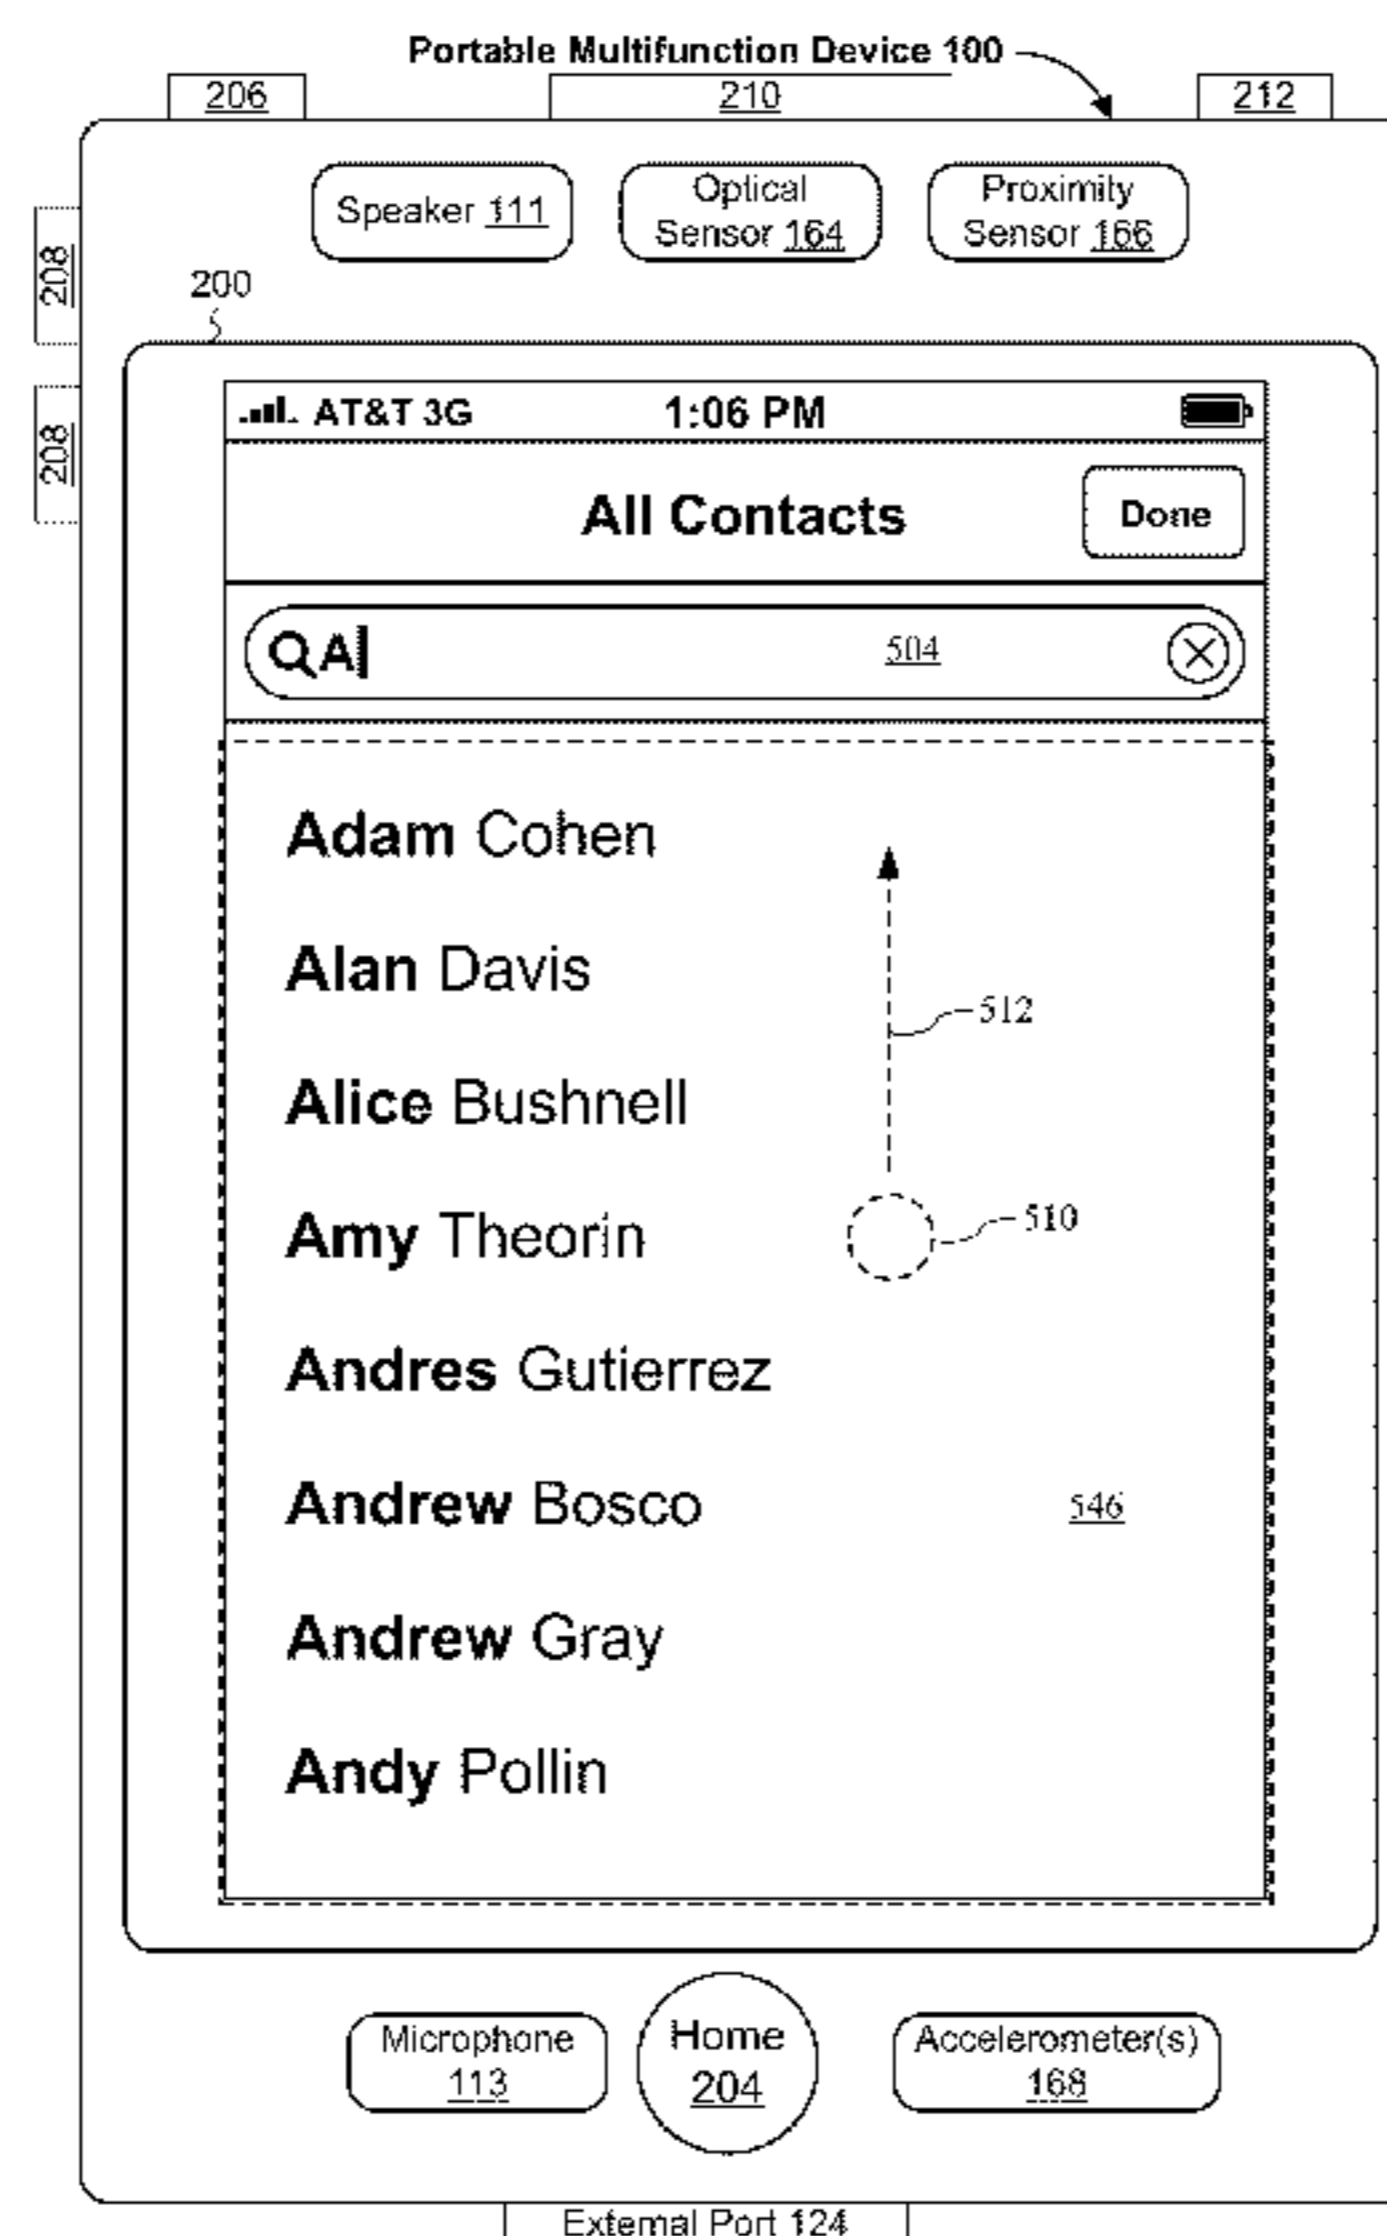 Portable Multifunction Device 100
206 210 212
Speaker 111
Optical
Sensor 164
Proximity
Sensor 166
208
200
208
AT&T 3G 1:06 PM
All Contacts Done
A 504
Adam Cohen
Alan Davis
512
Alice Bushnell
Amy Theorin 510
Andres Gutierrez
Andrew Bosco 546
Andrew Gray
Andy Pollin
Microphone
113
Home
204
Accelerometer(s)
168
External Port 124